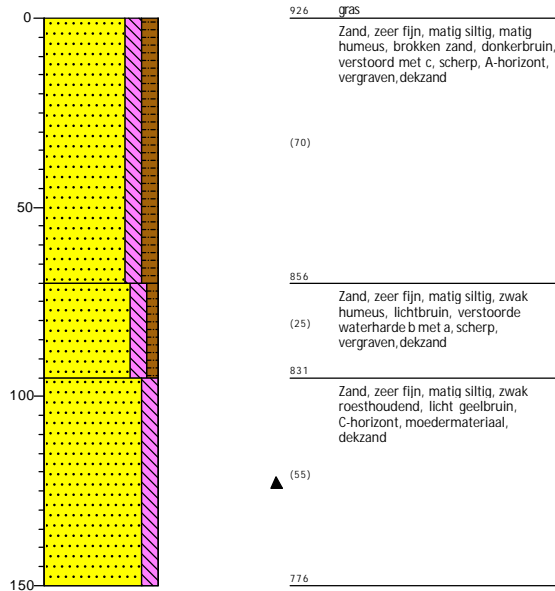 0
926 gras
Zand, zeer fijn, matig siltig, matig
humeus, brokken zand, donkerbruin,
verstoord met c, scherp, A-horizont,
vergraven, dekzand
(70)
50
856
Zand, zeer fijn, matig siltig, zwak
humeus, lichtbruin, verstoorde
waterharde b met a, scherp,
vergraven, dekzand
(25)
831
100
Zand, zeer fijn, matig siltig, zwak
roesthoudend, licht geelbruin,
C-horizont, moedermateriaal,
dekzand
(55)
150
776